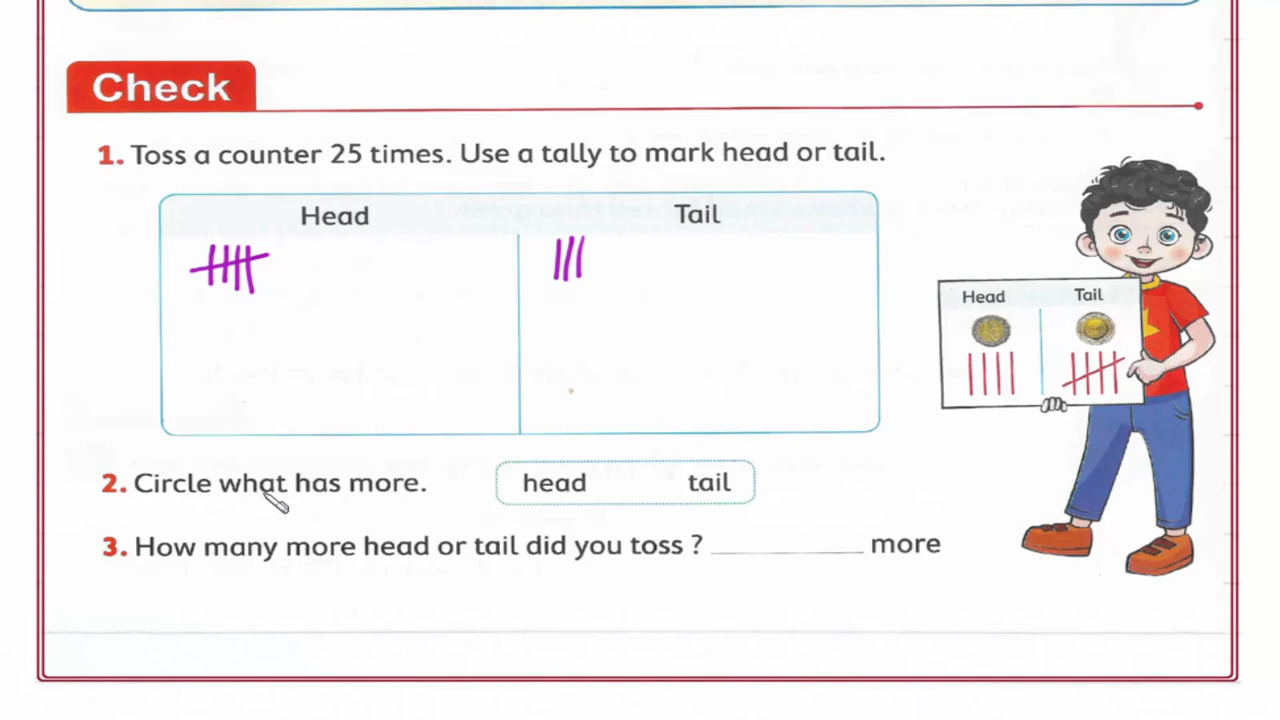 Check
1. Toss a counter 25 times. Use a tally to mark head or tail.
Head Tail
Head Tail
2. Circle what has more. head tail
3. How many more head or tail did you toss ? __________ more